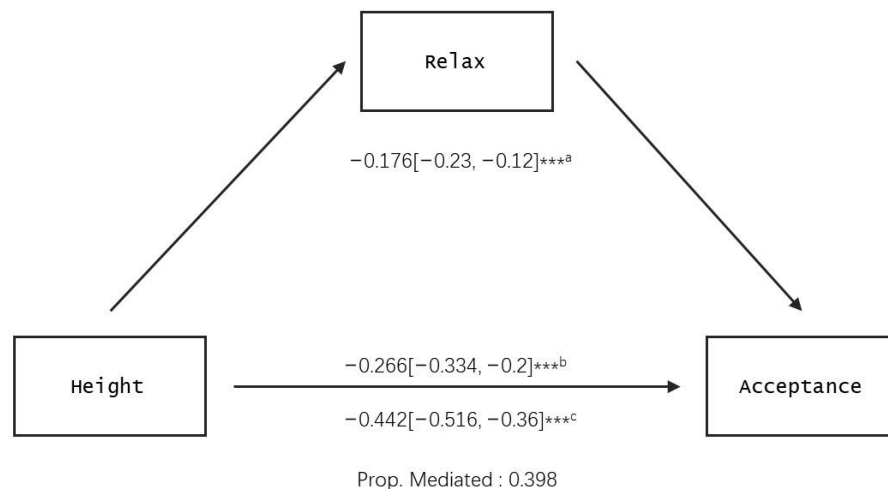 Relax
−0.176[−0.23, −0.12]***ᵃ
Height
−0.266[−0.334, −0.2]***ᵇ
Acceptance
−0.442[−0.516, −0.36]***ᶜ
Prop. Mediated : 0.398